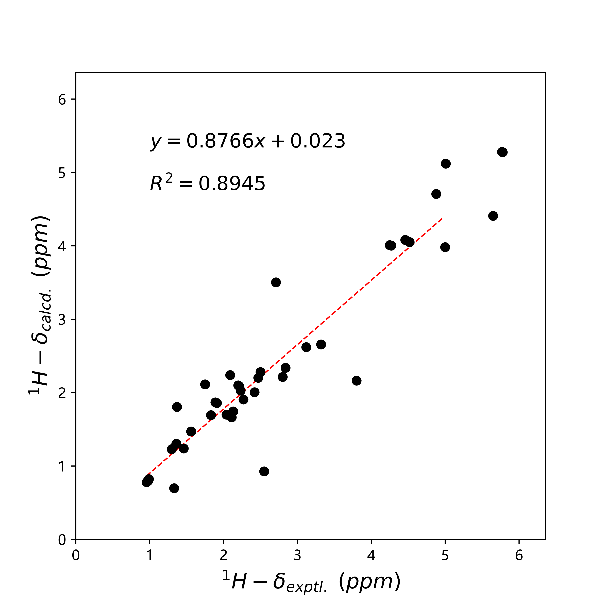 6
5
4
3
2
1
0
y = 0.8766x + 0.023
R² = 0.8945
¹H − δcalcd. (ppm)
0 1 2 3 4 5 6
¹H − δexptl. (ppm)